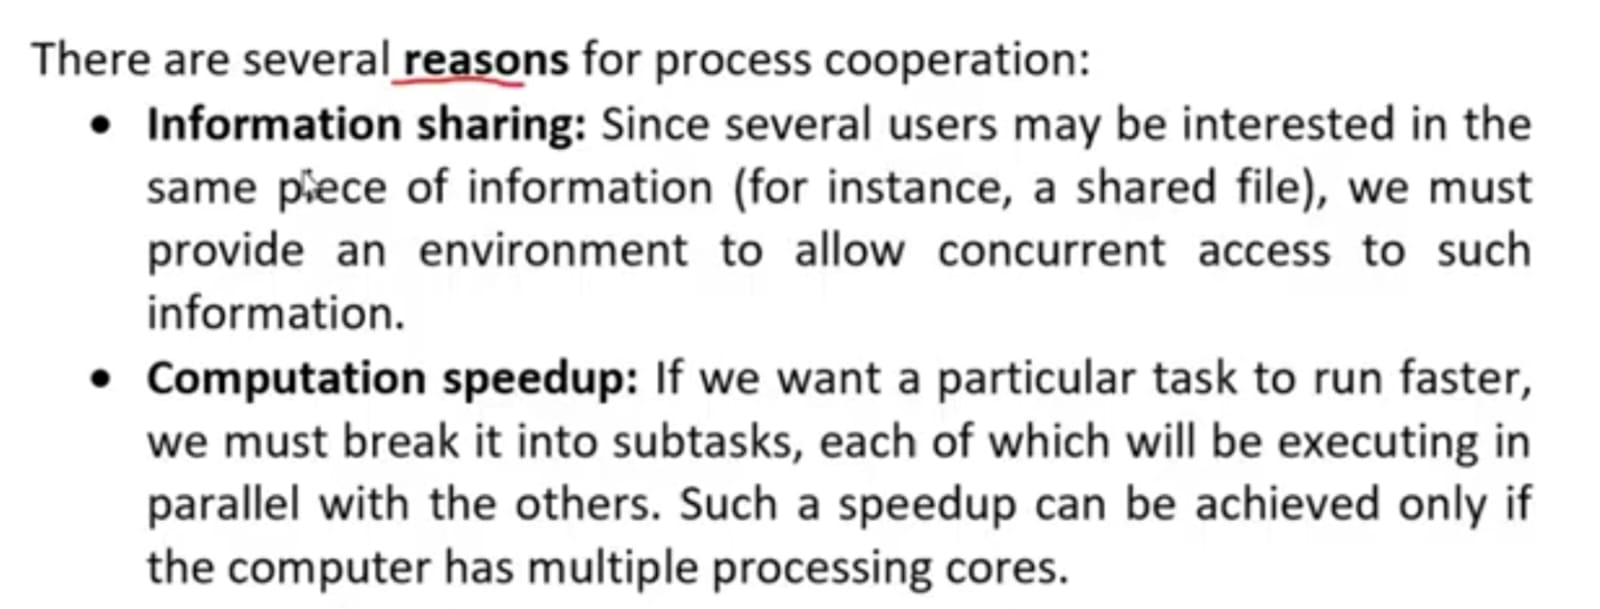 There are several reasons for process cooperation:
• Information sharing: Since several users may be interested in the
same piece of information (for instance, a shared file), we must
provide an environment to allow concurrent access to such
information.
• Computation speedup: If we want a particular task to run faster,
we must break it into subtasks, each of which will be executing in
parallel with the others. Such a speedup can be achieved only if
the computer has multiple processing cores.